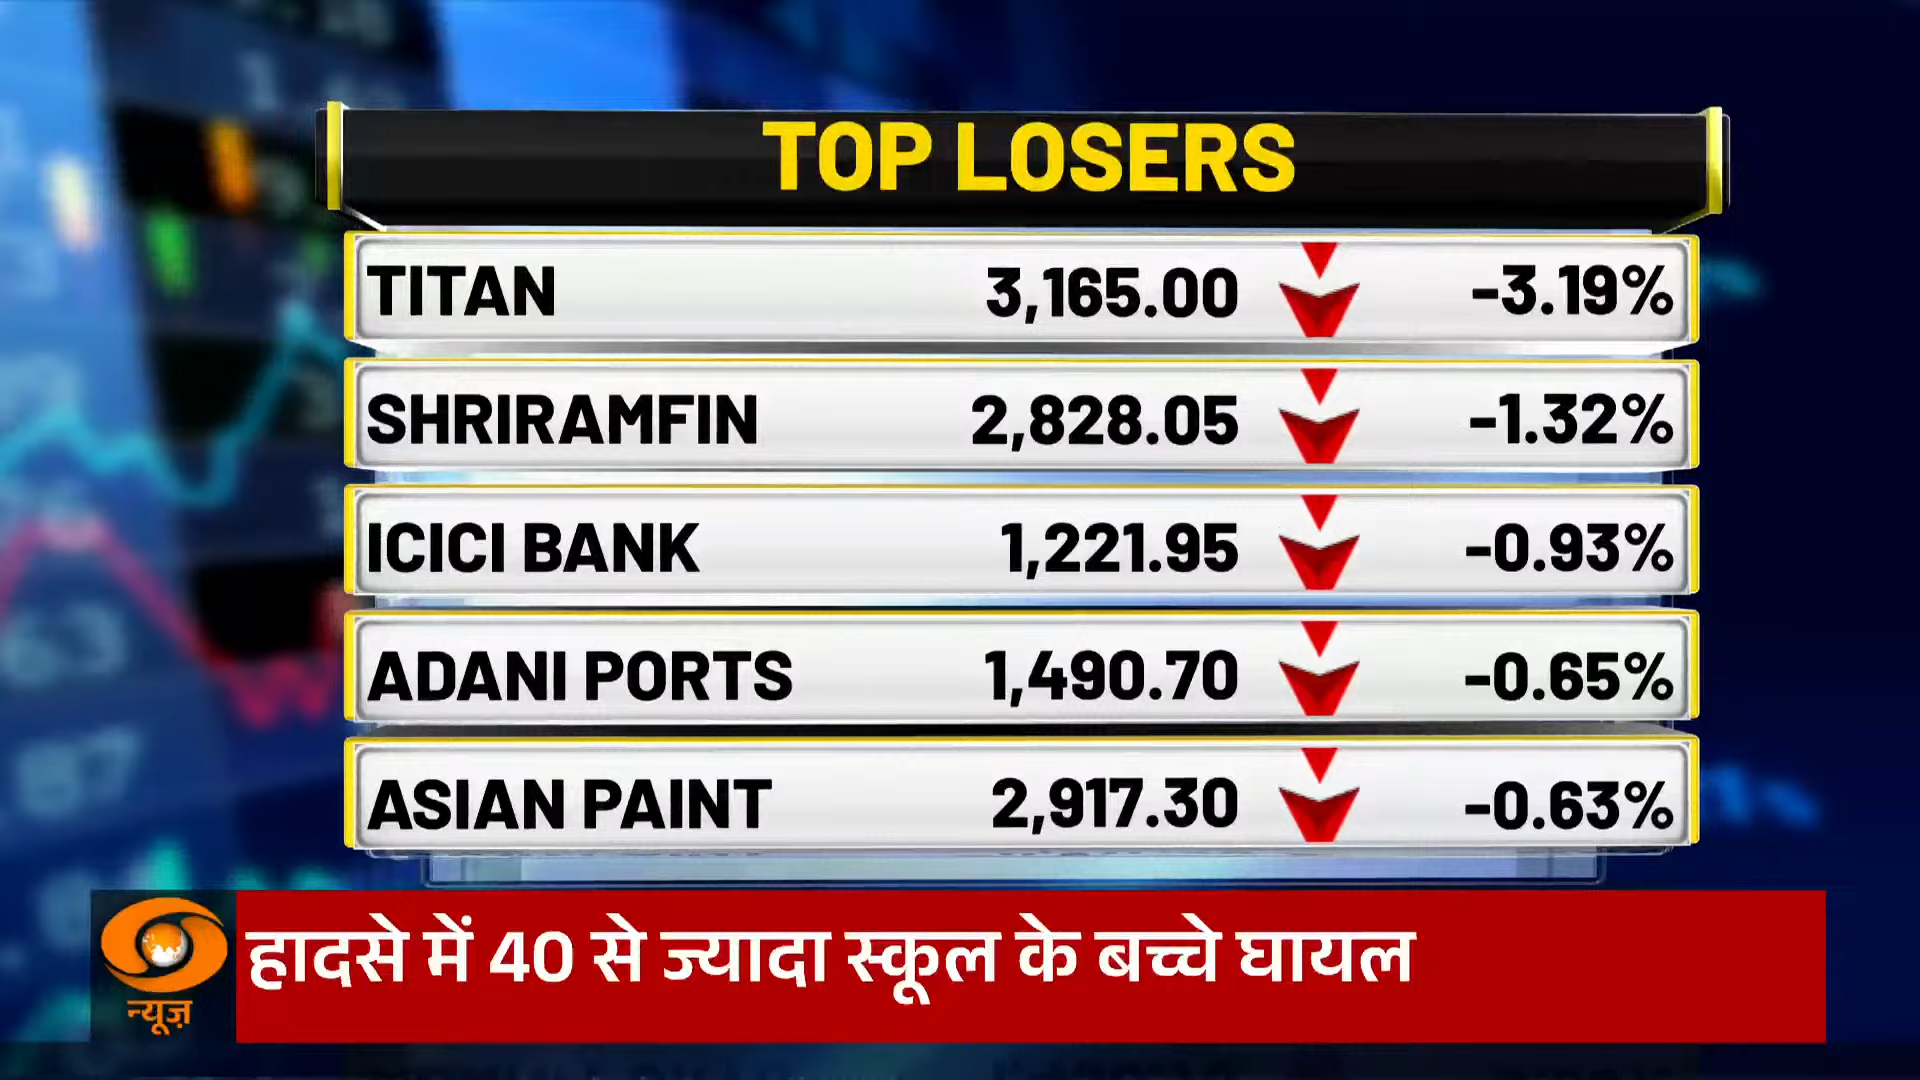 TOP LOSERS
TITAN 3,165.00 -3.19%
SHRIRAMFIN 2,828.05 -1.32%
ICICI BANK 1,221.95 -0.93%
ADANI PORTS 1,490.70 -0.65%
ASIAN PAINT 2,917.30 -0.63%
हादसे में 40 से ज्यादा स्कूल के बच्चे घायल
न्यूज़